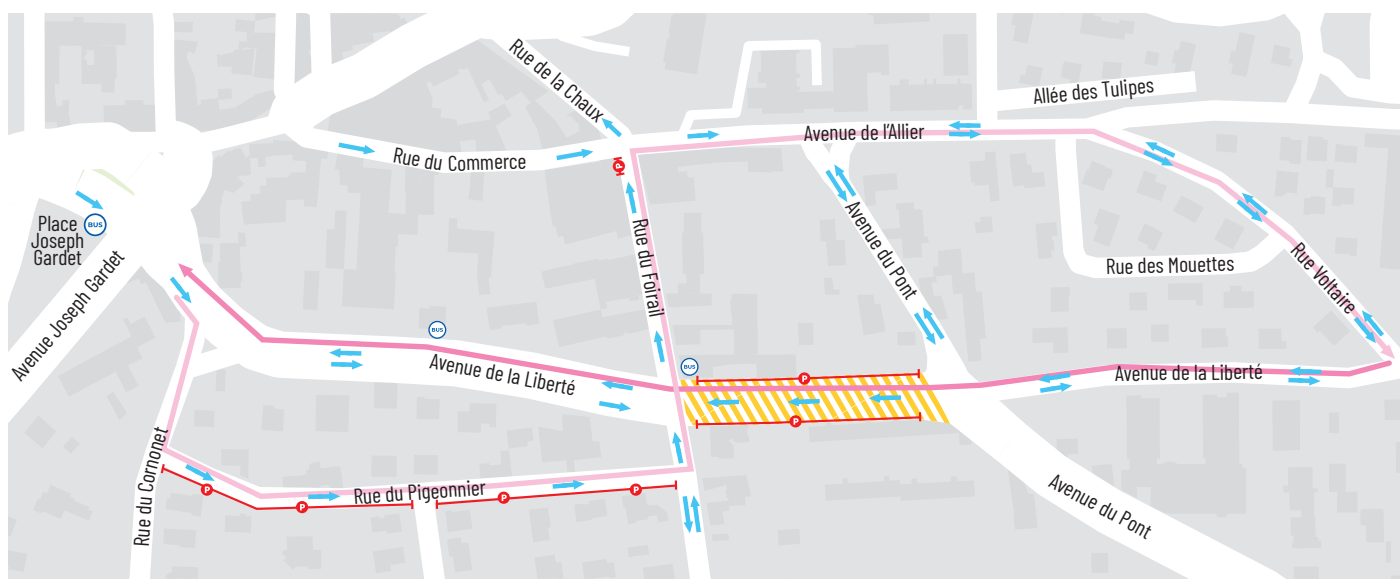 Rue de la Chaux
Allée des Tulipes
Avenue de l'Allier
Rue du Commerce
P
Place
Joseph
Gardet
BUS
Avenue Joseph Gardet
Rue du Foirail
Avenue du Pont
Rue des Mouettes
Rue Voltaire
BUS
Avenue de la Liberté
BUS
P
Avenue de la Liberté
P
Rue du Cornonet
Rue du Pigeonnier
P
P
P
P
Avenue du Pont